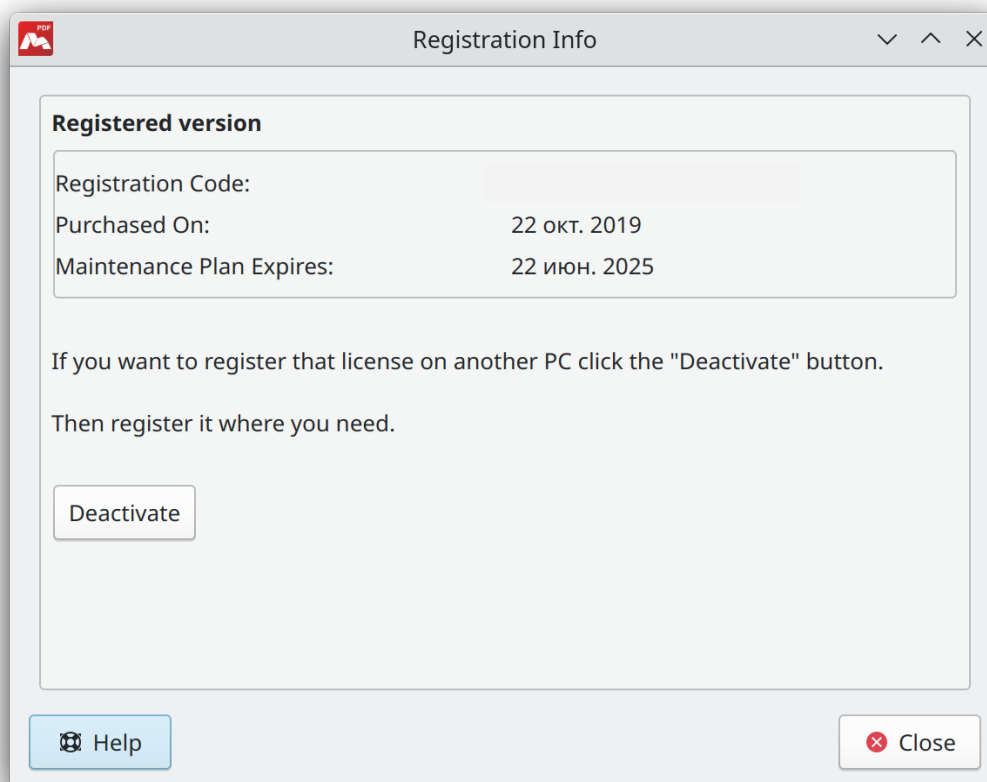 PDF
Registration Info
Registered version
Registration Code:
Purchased On: 22 окт. 2019
Maintenance Plan Expires: 22 июн. 2025
If you want to register that license on another PC click the "Deactivate" button.
Then register it where you need.
Deactivate
Help
Close